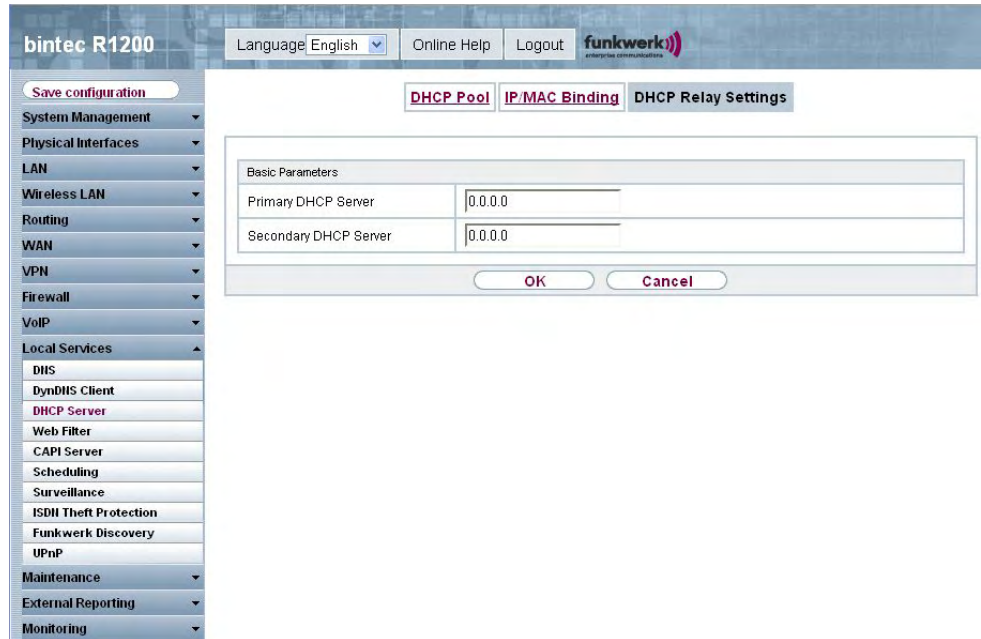 bintec R1200
Language English
Online Help
Logout
funkwerk
enterprise communications
Save configuration
System Management
Physical Interfaces
LAN
Wireless LAN
Routing
WAN
VPN
Firewall
VoIP
Local Services
DNS
DynDNS Client
DHCP Server
Web Filter
CAPI Server
Scheduling
Surveillance
ISDN Theft Protection
Funkwerk Discovery
UPnP
Maintenance
External Reporting
Monitoring
DHCP Pool
IP/MAC Binding
DHCP Relay Settings
Basic Parameters
Primary DHCP Server 0.0.0.0
Secondary DHCP Server 0.0.0.0
OK
Cancel